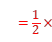 = 1/2 ×